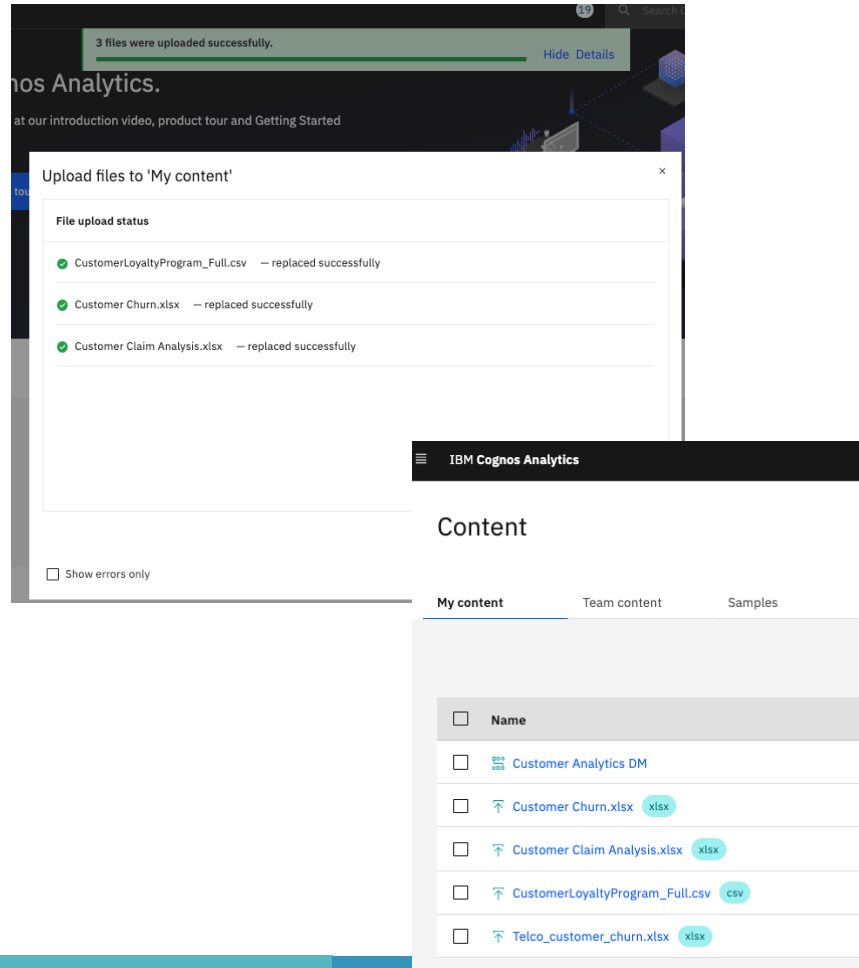 19
Search
3 files were uploaded successfully.
Hide Details
nos Analytics.
at our introduction video, product tour and Getting Started
tou
Upload files to 'My content'
×
File upload status
CustomerLoyaltyProgram_Full.csv — replaced successfully
Customer Churn.xlsx — replaced successfully
Customer Claim Analysis.xlsx — replaced successfully
Show errors only
IBM Cognos Analytics
Content
My content Team content Samples
Name
Customer Analytics DM
Customer Churn.xlsx xlsx
Customer Claim Analysis.xlsx xlsx
CustomerLoyaltyProgram_Full.csv csv
Telco_customer_churn.xlsx xlsx